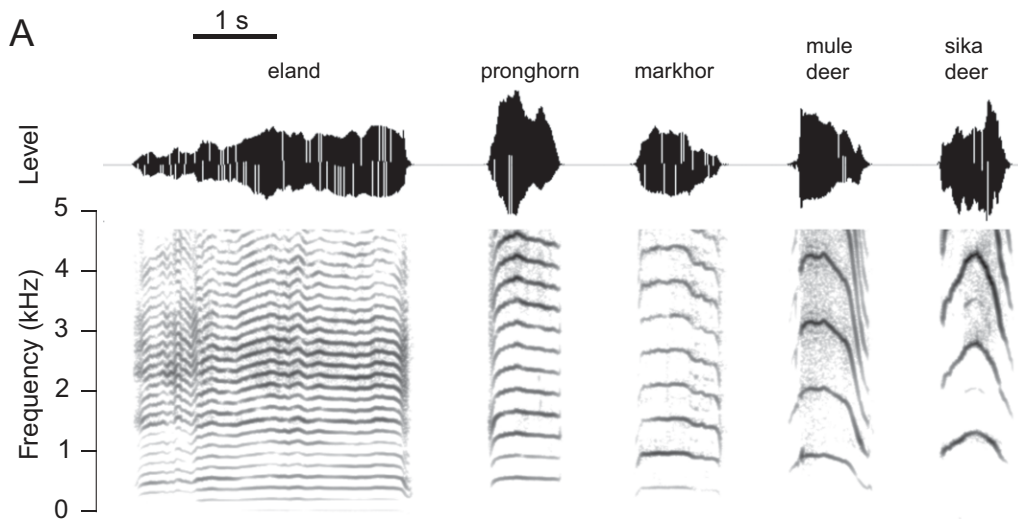 A
1 s
eland
pronghorn
markhor
mule
deer
sika
deer
Level
Frequency (kHz)
5
4
3
2
1
0